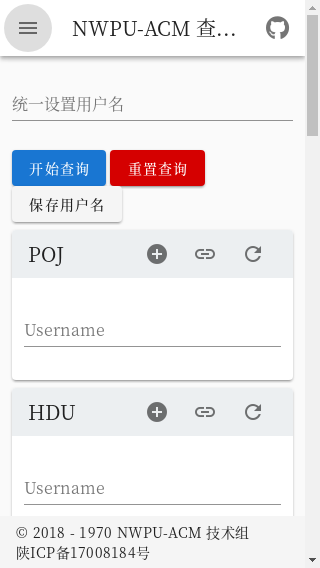 NWPU-ACM 查...
统一设置用户名
开始查询
重置查询
保存用户名
POJ
Username
HDU
Username
© 2018 - 1970 NWPU-ACM 技术组
陕ICP备17008184号